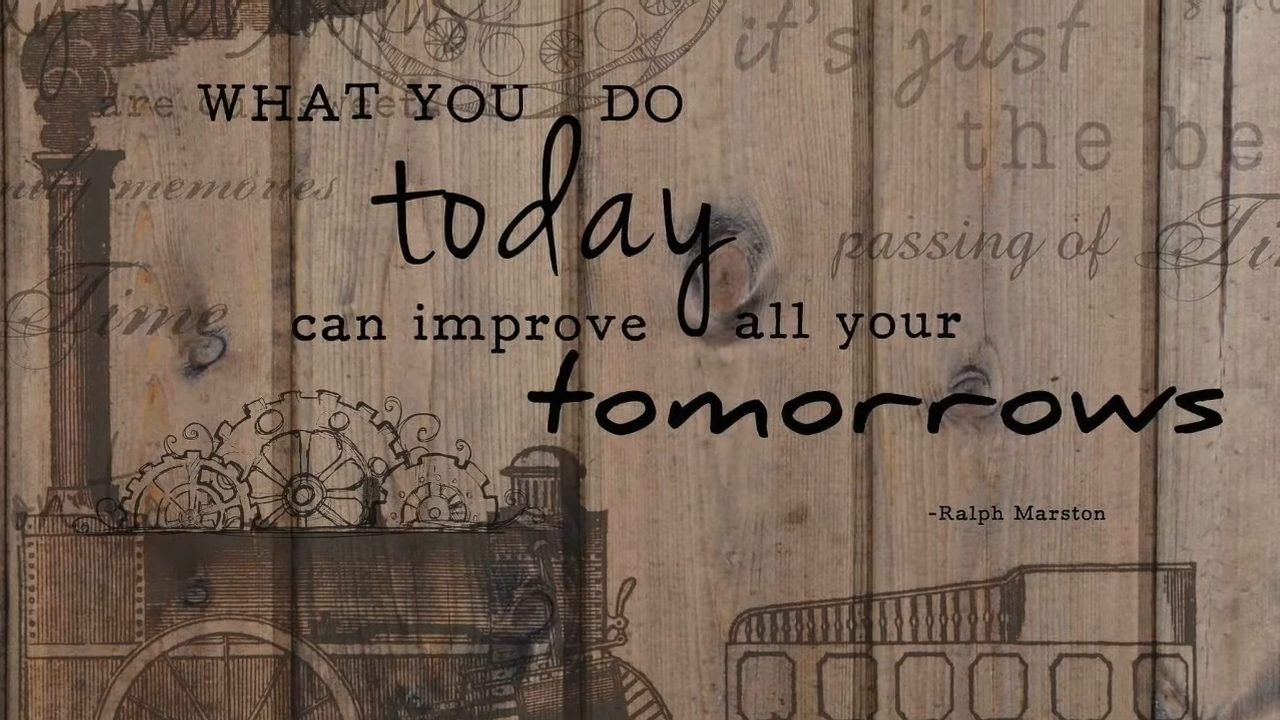 it's just
are
WHAT YOU DO
the be
memories
today
passing of
Time
can improve all your
tomorrows
-Ralph Marston